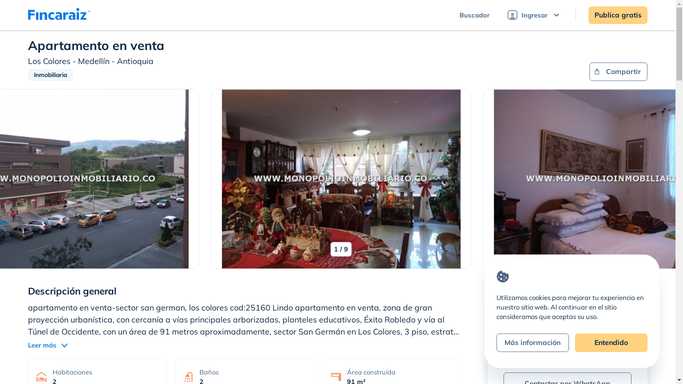 Fincaraiz
Buscador
Ingresar
Publica gratis
Apartamento en venta
Los Colores - Medellín - Antioquia
Inmobiliaria
Compartir
WWW.MONOPOLIOINMOBILIARIO.CO
WWW.MONOPOLIOINMOBILIARIO.CO
WWW.MONOPOLIOINMOBILIAR
1 / 9
Descripción general
apartamento en venta-sector san german, los colores cod:25160 Lindo apartamento en venta, zona de gran
proyección urbanística, con cercanía a vías principales arborizadas, planteles educativos, Éxito Robledo y vía al
Túnel de Occidente, con un área de 91 metros aproximadamente, sector San Germán en Los Colores, 3 piso, estrat...
Leer más
Habitaciones
2
Baños
2
Área construida
91 m²
Utilizamos cookies para mejorar tu experiencia en
nuestro sitio web. Al continuar en el sitio
consideramos que aceptas su uso.
Más información
Entendido
Contactar por WhatsApp